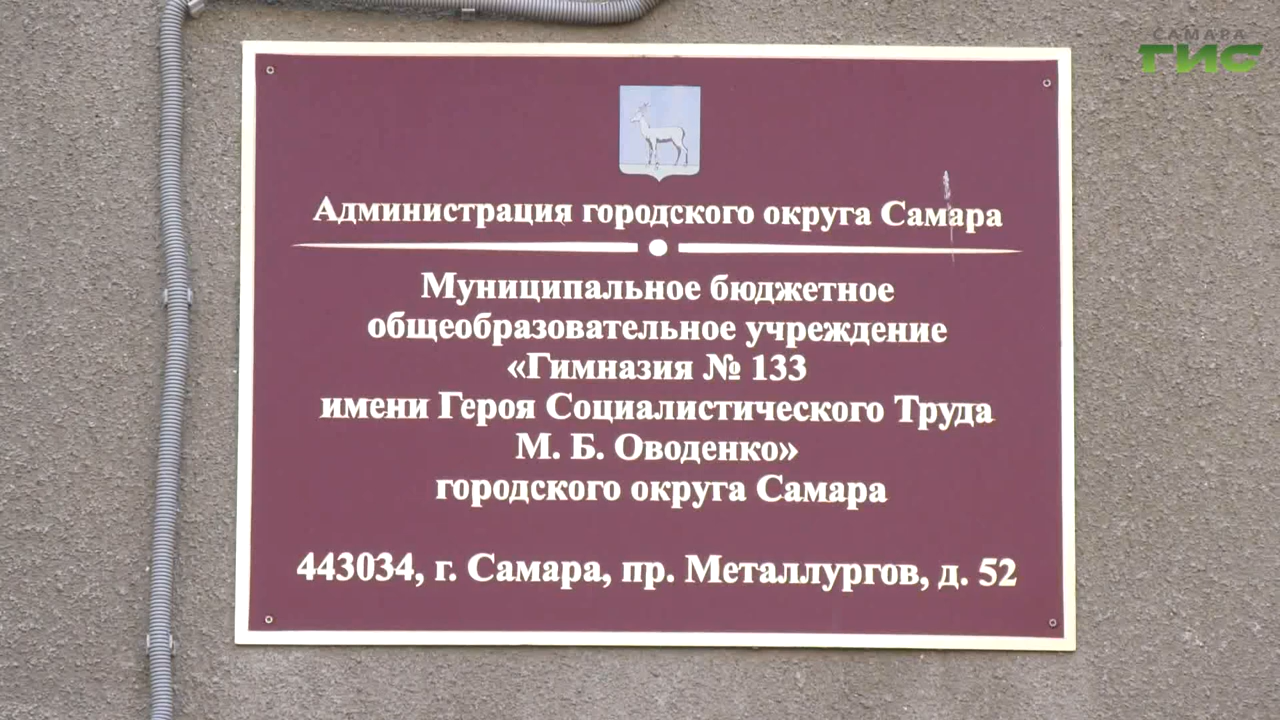 САМАРА
ГИС
Администрация городского округа Самара
Муниципальное бюджетное
общеобразовательное учреждение
«Гимназия № 133
имени Героя Социалистического Труда
М. Б. Оводенко»
городского округа Самара
443034, г. Самара, пр. Металлургов, д. 52